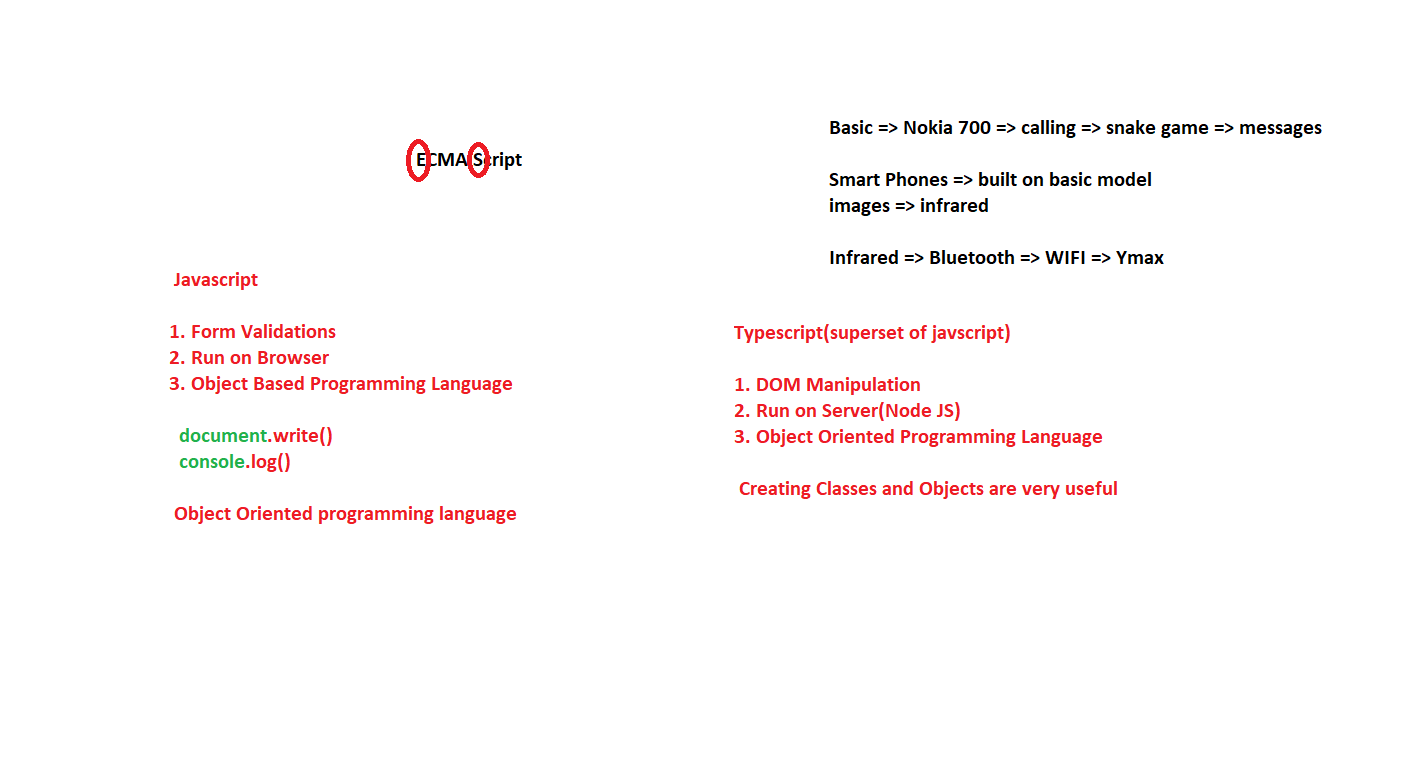 ECMA Script
Basic => Nokia 700 => calling => snake game => messages
Smart Phones => built on basic model
images => infrared
Infrared => Bluetooth => WIFI => Ymax
Javascript
1. Form Validations
2. Run on Browser
3. Object Based Programming Language
document.write()
console.log()
Object Oriented programming language
Typescript(superset of javscript)
1. DOM Manipulation
2. Run on Server(Node JS)
3. Object Oriented Programming Language
Creating Classes and Objects are very useful